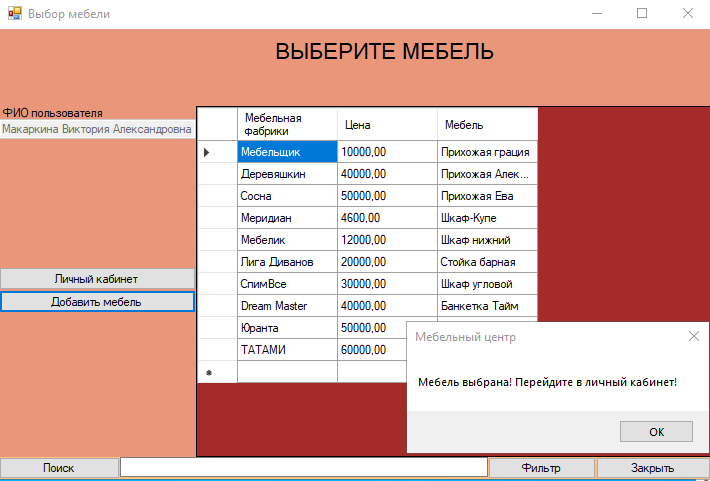 Выбор мебели
ВЫБЕРИТЕ МЕБЕЛЬ
ФИО пользователя
Макаркина Виктория Александровна
Личный кабинет
Добавить мебель
Мебельная фабрики Цена Мебель
Мебельщик 10000,00 Прихожая грация
Деревяшкин 40000,00 Прихожая Алек...
Сосна 50000,00 Прихожая Ева
Меридиан 4600,00 Шкаф-Купе
Мебелик 12000,00 Шкаф нижний
Лига Диванов 20000,00 Стойка барная
СпимВсе 30000,00 Шкаф угловой
Dream Master 40000,00 Банкетка Тайм
Юранта 50000,00
ТАТАМИ 60000,00
Мебельный центр
Мебель выбрана! Перейдите в личный кабинет!
OK
Поиск Фильтр Закрыть